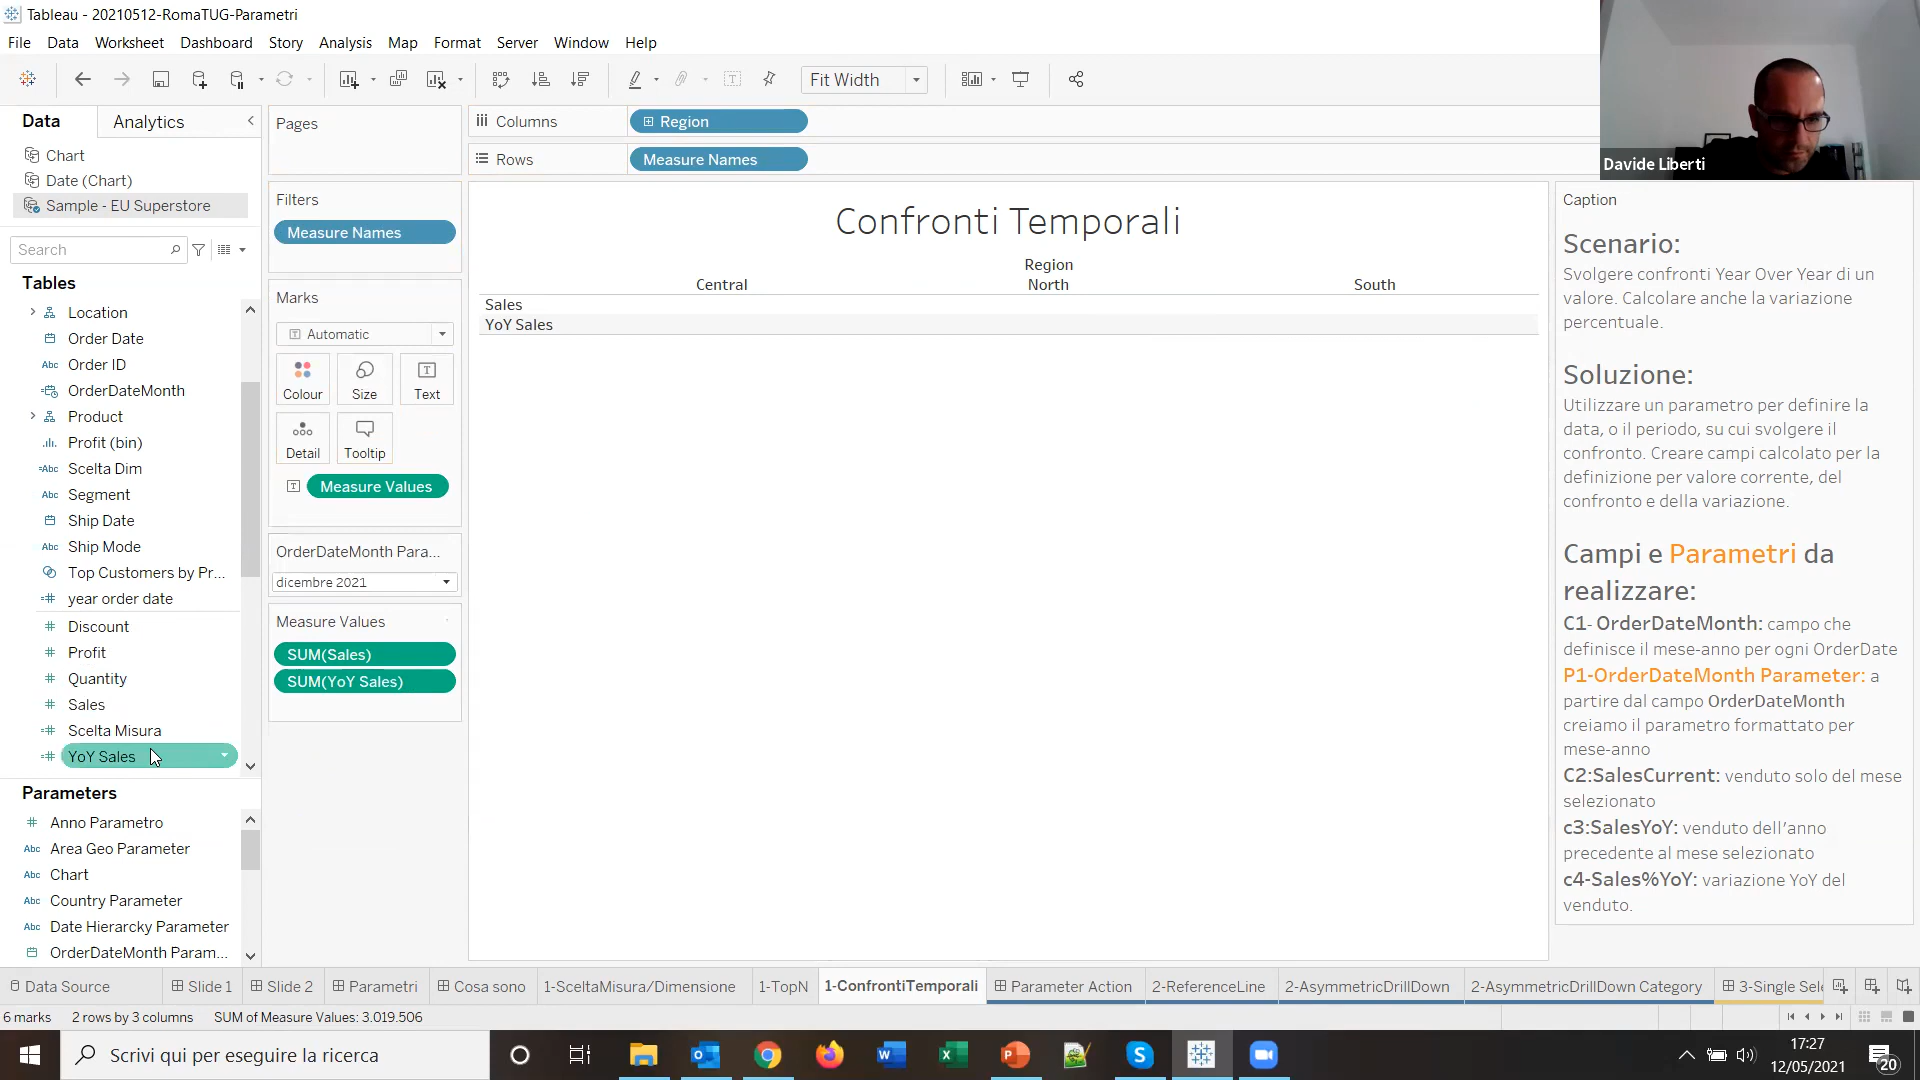 Tableau - 20210512-RomaTUG-Parametri
File Data Worksheet Dashboard Story Analysis Map Format Server Window Help
Fit Width
Data Analytics
Chart
Date (Chart)
Sample - EU Superstore
Search
Tables
Location
Order Date
Order ID
OrderDateMonth
Product
Profit (bin)
Scelta Dim
Segment
Ship Date
Ship Mode
Top Customers by Pr...
year order date
Discount
Profit
Quantity
Sales
Scelta Misura
YoY Sales
Parameters
Anno Parametro
Area Geo Parameter
Chart
Country Parameter
Date Hierarcky Parameter
OrderDateMonth Param...
Pages
Filters
Measure Names
Marks
Automatic
Colour Size Text
Detail Tooltip
Measure Values
OrderDateMonth Para...
dicembre 2021
Measure Values
SUM(Sales)
SUM(YoY Sales)
Columns Region
Rows Measure Names
Confronti Temporali
Region
Central North South
Sales
YoY Sales
Davide Liberti
Caption
Scenario:
Svolgere confronti Year Over Year di un
valore. Calcolare anche la variazione
percentuale.
Soluzione:
Utilizzare un parametro per definire la
data, o il periodo, su cui svolgere il
confronto. Creare campi calcolato per la
definizione per valore corrente, del
confronto e della variazione.
Campi e Parametri da
realizzare:
C1- OrderDateMonth: campo che
definisce il mese-anno per ogni OrderDate
P1-OrderDateMonth Parameter: a
partire dal campo OrderDateMonth
creiamo il parametro formattato per
mese-anno
C2:SalesCurrent: venduto solo del mese
selezionato
c3:SalesYoY: venduto dell'anno
precedente al mese selezionato
c4-Sales%YoY: variazione YoY del
venduto.
Data Source Slide 1 Slide 2 Parametri Cosa sono 1-SceltaMisura/Dimensione 1-TopN 1-ConfrontiTemporali Parameter Action 2-ReferenceLine 2-AsymmetricDrillDown 2-AsymmetricDrillDown Category 3-Single Sel
6 marks 2 rows by 3 columns SUM of Measure Values: 3.019.506
Scrivi qui per eseguire la ricerca
17:27
12/05/2021
20